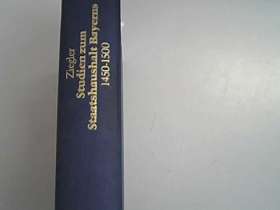 Ziegler
Studien zum
Staatshaushalt Bayerns
1450-1500